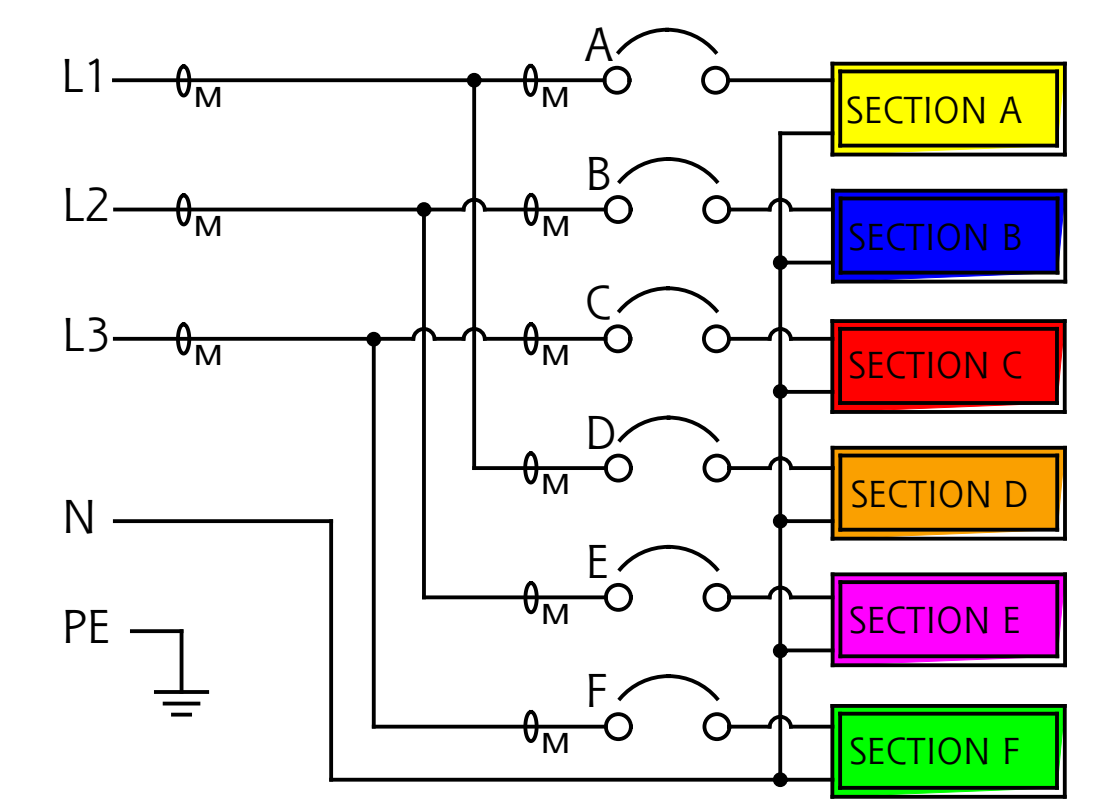 L1
M
M
A
SECTION A
L2
M
M
B
SECTION B
L3
M
M
C
SECTION C
M
D
SECTION D
N
M
E
SECTION E
PE
M
F
SECTION F